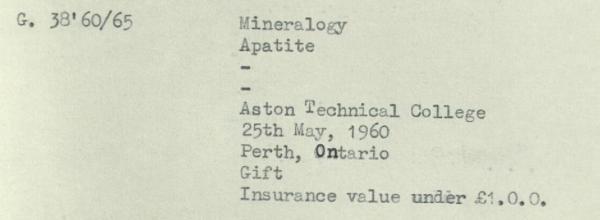 G. 38'60/65 Mineralogy
Apatite
-
-
Aston Technical College
25th May, 1960
Perth, Ontario
Gift
Insurance value under £1.0.0.